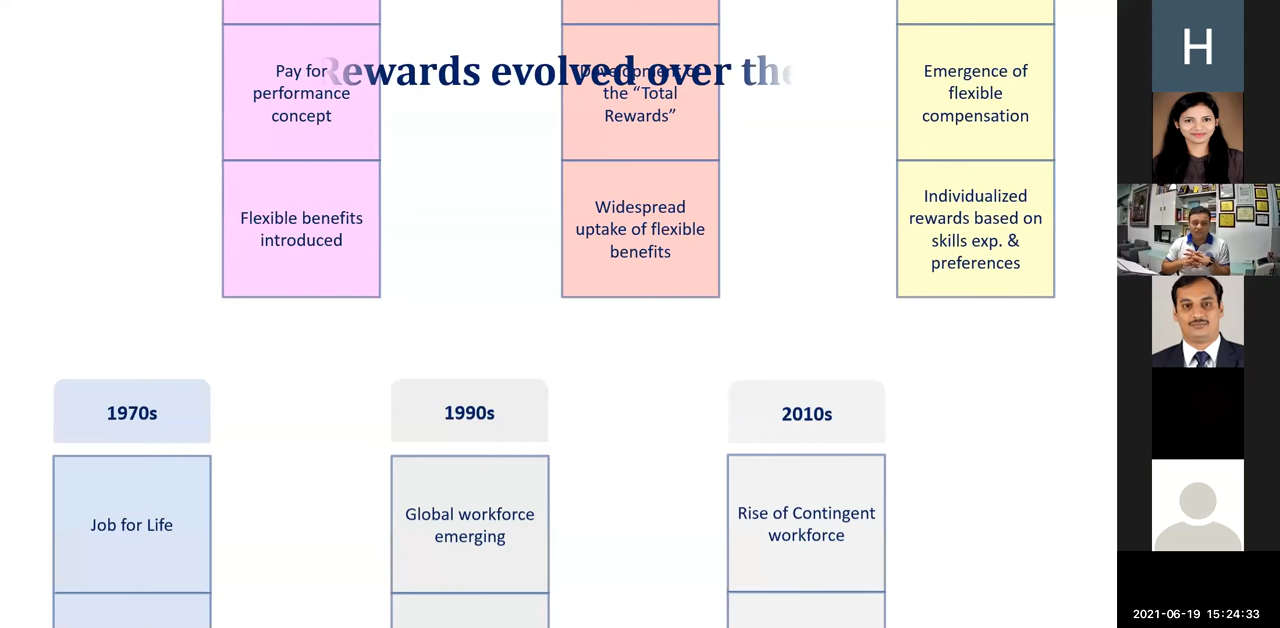 Rewards evolved over the
Pay for
performance
concept
Flexible benefits
introduced
the “Total
Rewards”
Widespread
uptake of flexible
benefits
Emergence of
flexible
compensation
Individualized
rewards based on
skills exp. &
preferences
1970s
Job for Life
1990s
Global workforce
emerging
2010s
Rise of Contingent
workforce
H
2021-06-19 15:24:33